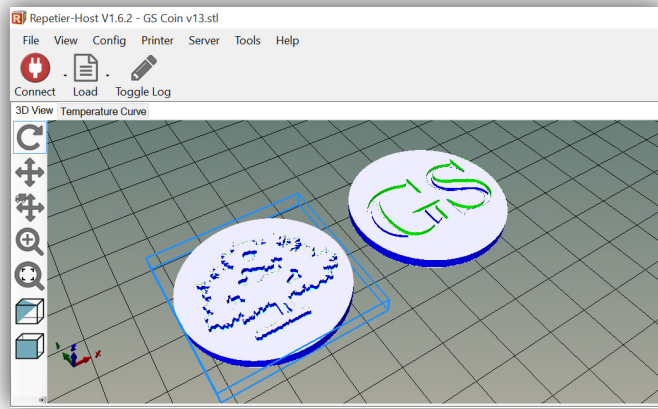 Repetier-Host V1.6.2 - GS Coin v13.stl
File View Config Printer Server Tools Help
Connect Load Toggle Log
3D View Temperature Curve
GS
Y Z X